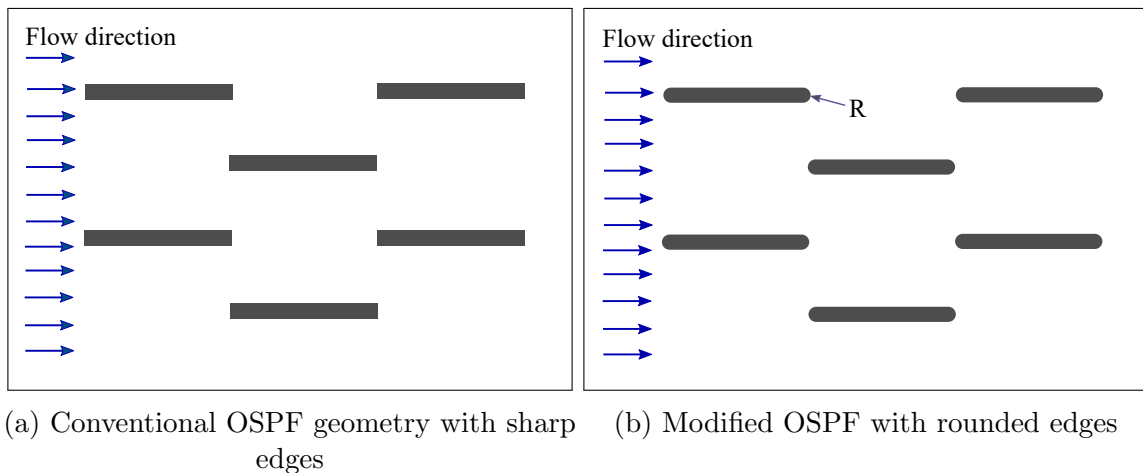 Flow direction
Flow direction
R
(a) Conventional OSPF geometry with sharp
edges
(b) Modified OSPF with rounded edges